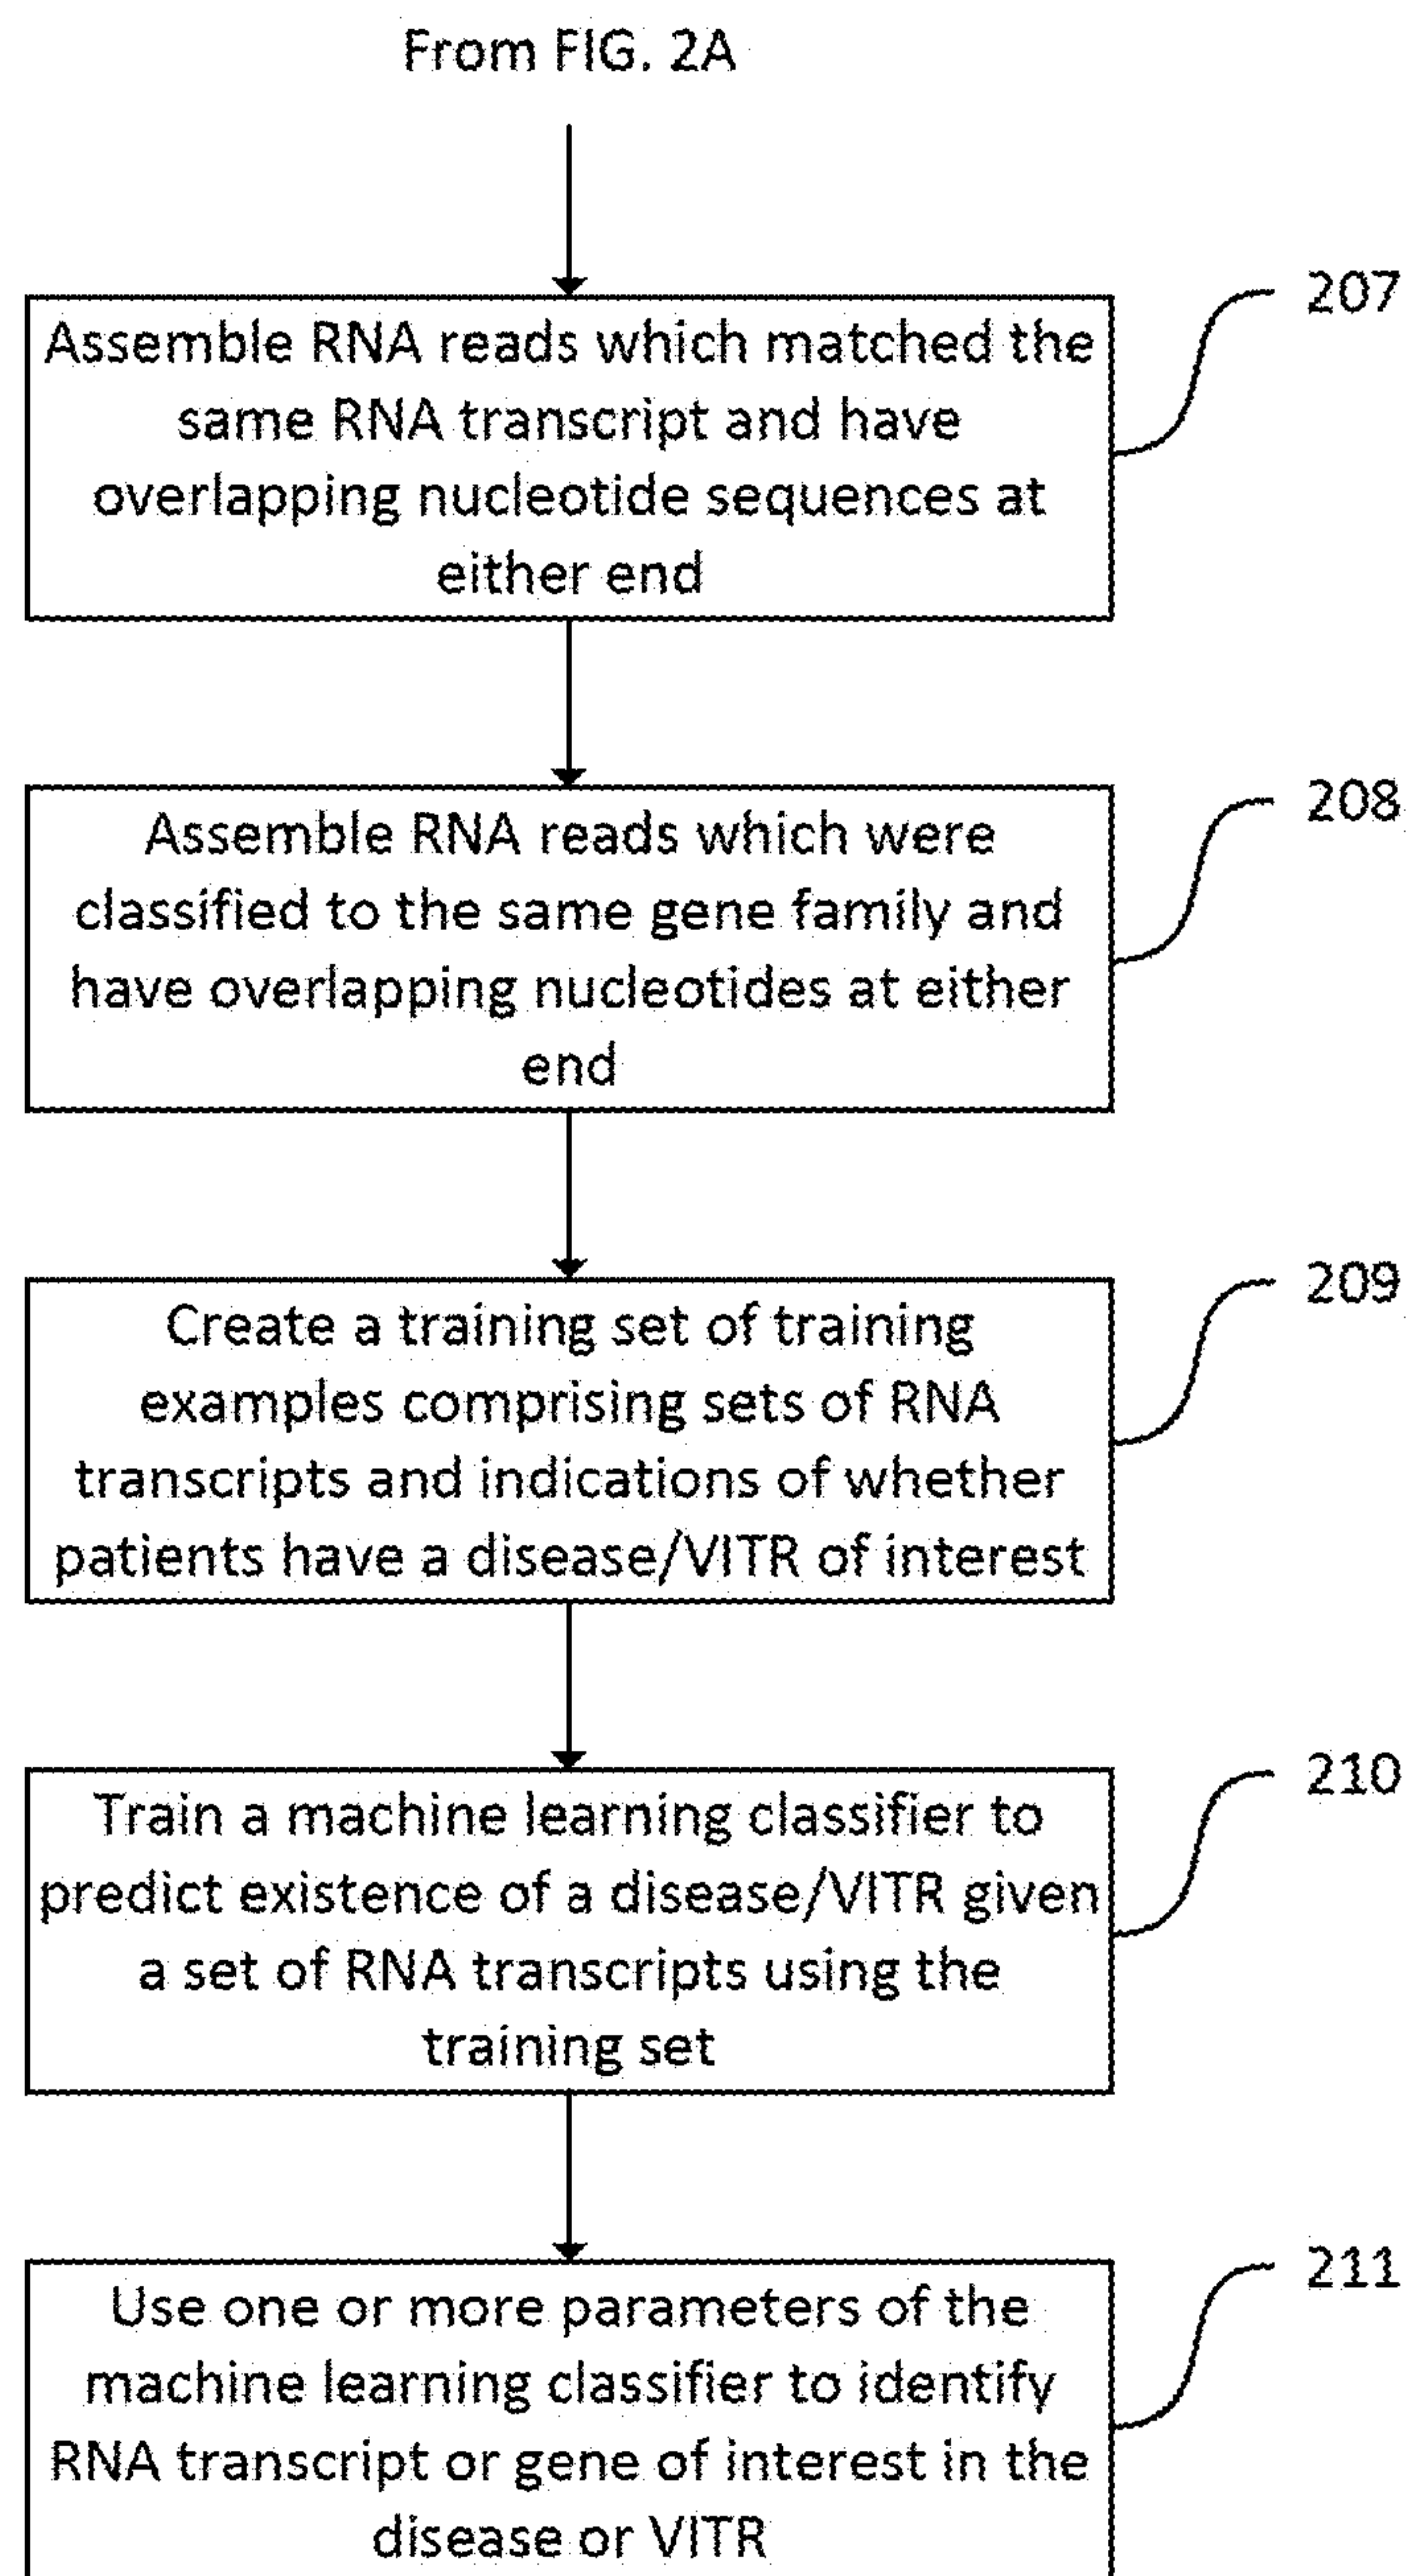 From FIG. 2A
207
Assemble RNA reads which matched the
same RNA transcript and have
overlapping nucleotide sequences at
either end
208
Assemble RNA reads which were
classified to the same gene family and
have overlapping nucleotides at either
end
209
Create a training set of training
examples comprising sets of RNA
transcripts and indications of whether
patients have a disease/VITR of interest
210
Train a machine learning classifier to
predict existence of a disease/VITR given
a set of RNA transcripts using the
training set
211
Use one or more parameters of the
machine learning classifier to identify
RNA transcript or gene of interest in the
disease or VITR